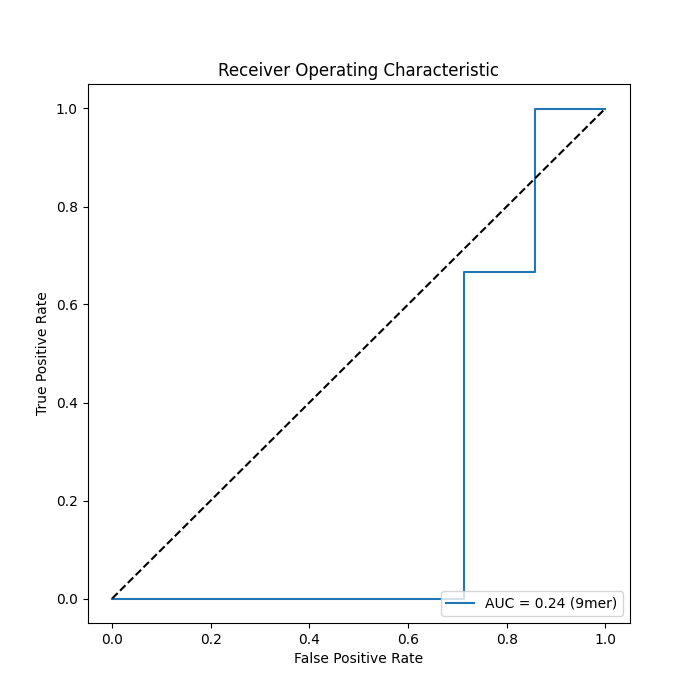 Receiver Operating Characteristic
True Positive Rate
1.0
0.8
0.6
0.4
0.2
0.0
AUC = 0.24 (9mer)
0.0 0.2 0.4 0.6 0.8 1.0
False Positive Rate